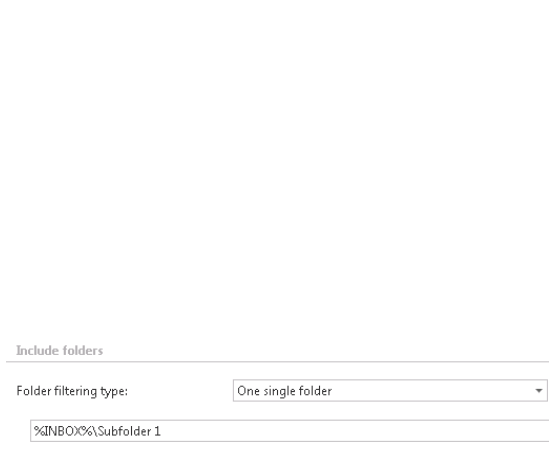 Include folders
Folder filtering type:
One single folder
%INBOX%\Subfolder 1